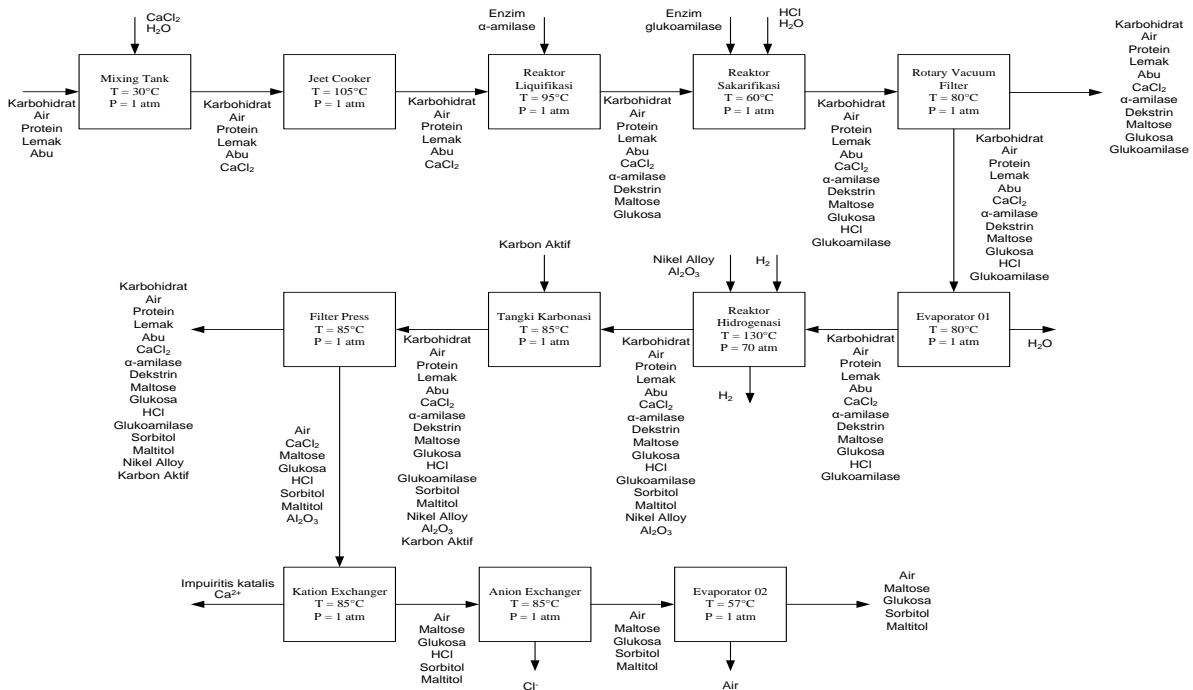 CaCl₂
H₂O
Enzim
α-amilase
Enzim
glukoamilase
HCl
H₂O
Mixing Tank
T = 30°C
P = 1 atm
Jeet Cooker
T = 105°C
P = 1 atm
Reaktor
Liquifikasi
T = 95°C
P = 1 atm
Reaktor
Sakarifikasi
T = 60°C
P = 1 atm
Rotary Vacuum
Filter
T = 80°C
P = 1 atm
Karbohidrat
Air
Protein
Lemak
Abu
CaCl₂
α-amilase
Dekstrin
Maltose
Glukosa
Glukoamilase
Karbohidrat
Air
Protein
Lemak
Abu
Karbohidrat
Air
Protein
Lemak
Abu
CaCl₂
Karbohidrat
Air
Protein
Lemak
Abu
CaCl₂
Karbohidrat
Air
Protein
Lemak
Abu
CaCl₂
α-amilase
Dekstrin
Maltose
Glukosa
Karbohidrat
Air
Protein
Lemak
Abu
CaCl₂
α-amilase
Dekstrin
Maltose
Glukosa
HCl
Glukoamilase
Karbohidrat
Air
Protein
Lemak
Abu
CaCl₂
α-amilase
Dekstrin
Maltose
Glukosa
HCl
Glukoamilase
Karbon Aktif
Nikel Alloy
Al₂O₃
H₂
Filter Press
T = 85°C
P = 1 atm
Tangki Karbonasi
T = 85°C
P = 1 atm
Reaktor
Hidrogenasi
T = 130°C
P = 70 atm
Evaporator 01
T = 80°C
P = 1 atm
H₂O
H₂
Karbohidrat
Air
Protein
Lemak
Abu
CaCl₂
α-amilase
Dekstrin
Maltose
Glukosa
HCl
Glukoamilase
Sorbitol
Maltitol
Nikel Alloy
Karbon Aktif
Air
CaCl₂
Maltose
Glukosa
HCl
Sorbitol
Maltitol
Al₂O₃
Karbohidrat
Air
Protein
Lemak
Abu
CaCl₂
α-amilase
Dekstrin
Maltose
Glukosa
HCl
Glukoamilase
Sorbitol
Maltitol
Nikel Alloy
Al₂O₃
Karbon Aktif
Karbohidrat
Air
Protein
Lemak
Abu
CaCl₂
α-amilase
Dekstrin
Maltose
Glukosa
HCl
Glukoamilase
Sorbitol
Maltitol
Nikel Alloy
Al₂O₃
Karbohidrat
Air
Protein
Lemak
Abu
CaCl₂
α-amilase
Dekstrin
Maltose
Glukosa
HCl
Glukoamilase
Impuiritis katalis
Ca²⁺
Kation Exchanger
T = 85°C
P = 1 atm
Anion Exchanger
T = 85°C
P = 1 atm
Evaporator 02
T = 57°C
P = 1 atm
Air
Maltose
Glukosa
Sorbitol
Maltitol
Air
Maltose
Glukosa
HCl
Sorbitol
Maltitol
Air
Maltose
Glukosa
Sorbitol
Maltitol
Cl⁻
Air